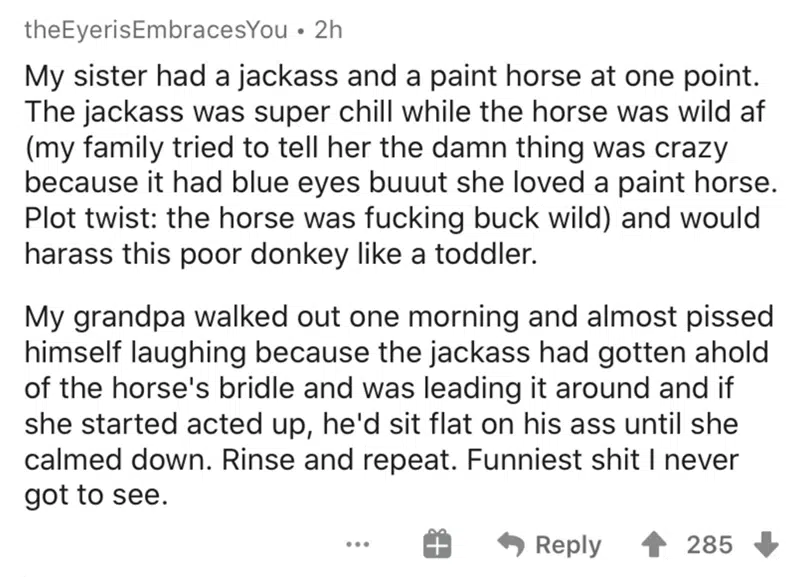 theEyerisEmbracesYou • 2h
My sister had a jackass and a paint horse at one point.
The jackass was super chill while the horse was wild af
(my family tried to tell her the damn thing was crazy
because it had blue eyes buuut she loved a paint horse.
Plot twist: the horse was fucking buck wild) and would
harass this poor donkey like a toddler.
My grandpa walked out one morning and almost pissed
himself laughing because the jackass had gotten ahold
of the horse's bridle and was leading it around and if
she started acted up, he'd sit flat on his ass until she
calmed down. Rinse and repeat. Funniest shit I never
got to see.
... Reply 285